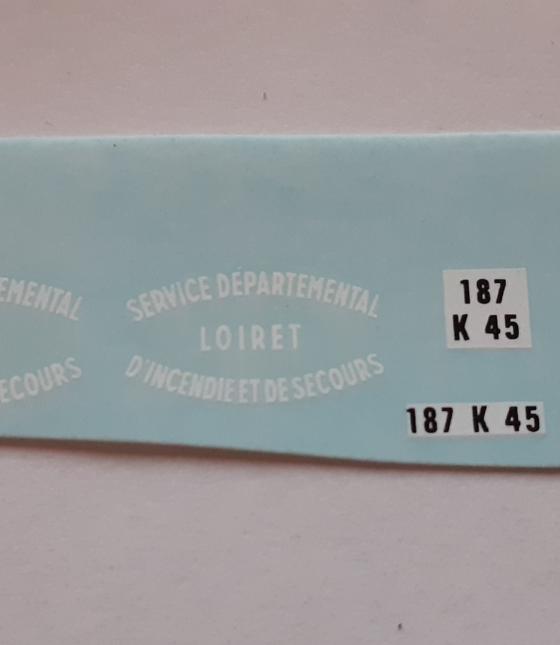 EMENTAL
ECOURS
SERVICE DÉPARTEMENTAL
LOIRET
D'INCENDIE ET DE SECOURS
187
K 45
187 K 45